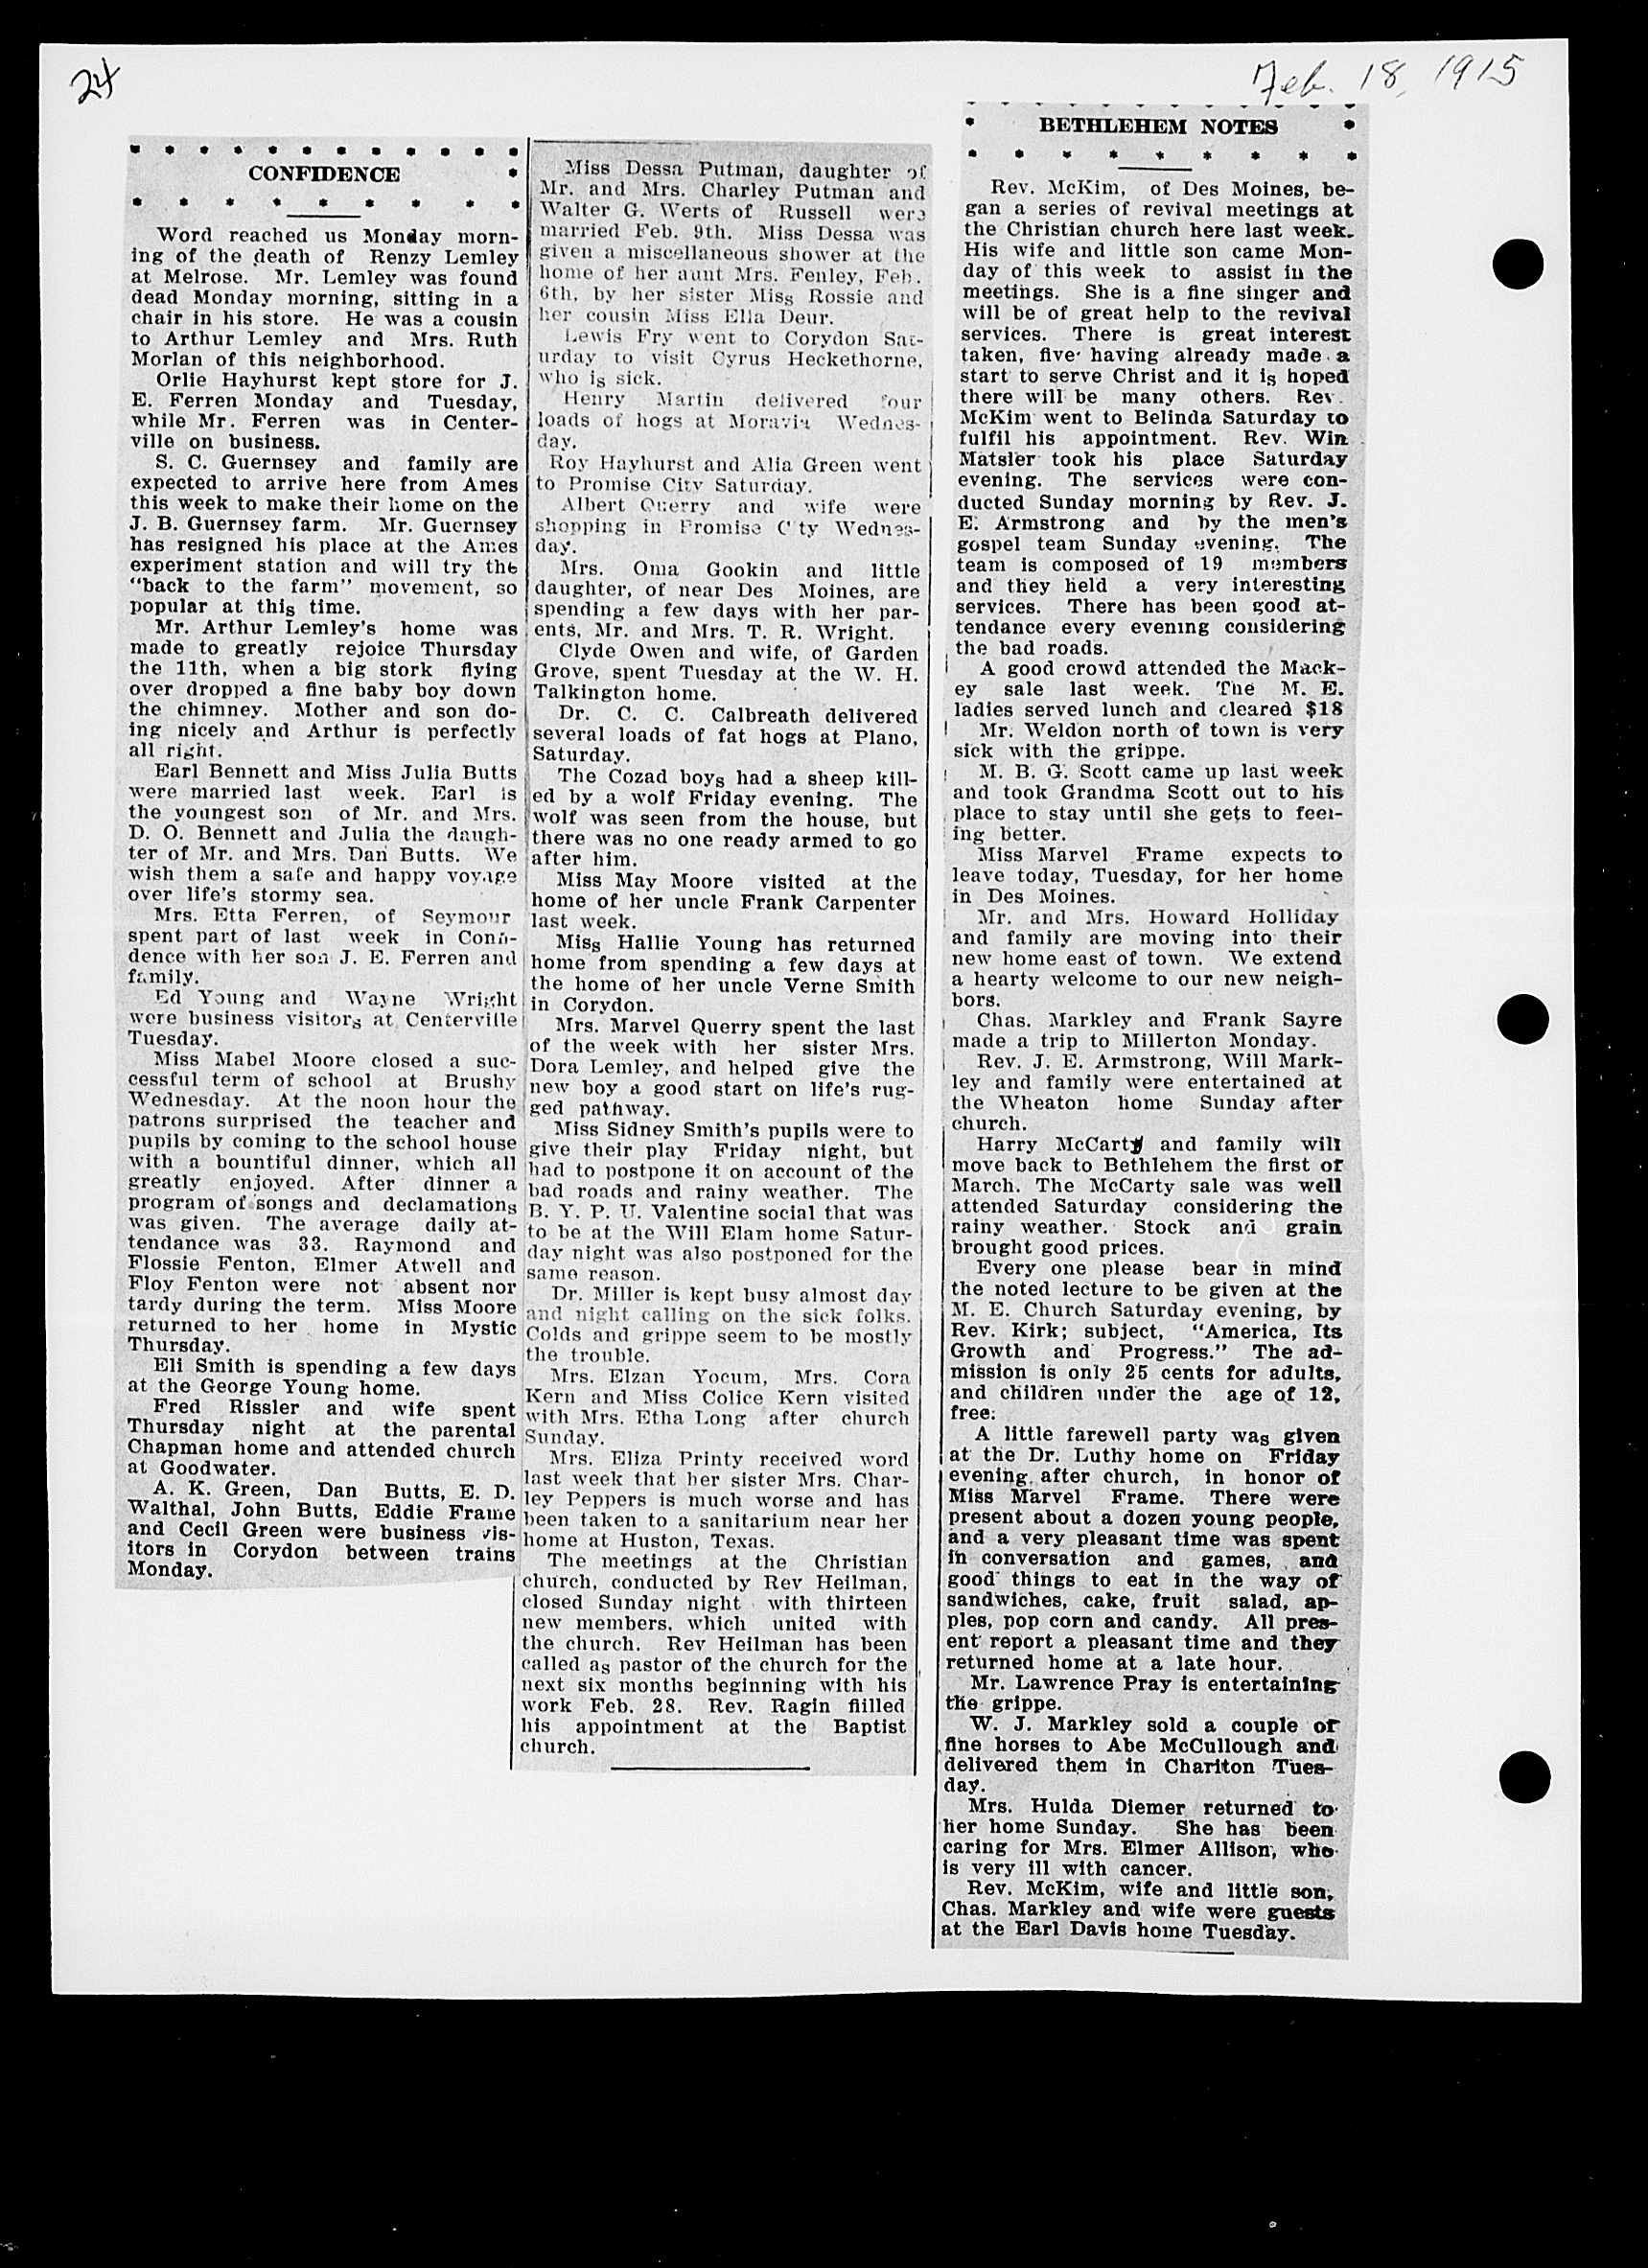 24
Feb. 18, 1915
CONFIDENCE
Word reached us Monday morn-
ing of the death of Renzy Lemley
at Melrose. Mr. Lemley was found
dead Monday morning, sitting in a
chair in his store. He was a cousin
to Arthur Lemley and Mrs. Ruth
Morlan of this neighborhood.
Orlie Hayhurst kept store for J.
E. Ferren Monday and Tuesday,
while Mr. Ferren was in Center-
ville on business.
S. C. Guernsey and family are
expected to arrive here from Ames
this week to make their home on the
J. B. Guernsey farm. Mr. Guernsey
has resigned his place at the Ames
experiment station and will try the
"back to the farm" movement, so
popular at this time.
Mr. Arthur Lemley's home was
made to greatly rejoice Thursday
the 11th, when a big stork flying
over dropped a fine baby boy down
the chimney. Mother and son do-
ing nicely and Arthur is perfectly
all right.
Earl Bennett and Miss Julia Butts
were married last week. Earl is
the youngest son of Mr. and Mrs.
D. O. Bennett and Julia the daugh-
ter of Mr. and Mrs. Dan Butts. We
wish them a safe and happy voyage
over life's stormy sea.
Mrs. Etta Ferren, of Seymour
spent part of last week in Confi-
dence with her son J. E. Ferren and
family.
Ed Young and Wayne Wright
were business visitors at Centerville
Tuesday.
Miss Mabel Moore closed a suc-
cessful term of school at Brushy
Wednesday. At the noon hour the
patrons surprised the teacher and
pupils by coming to the school house
with a bountiful dinner, which all
greatly enjoyed. After dinner a
program of songs and declamations
was given. The average daily at-
tendance was 33. Raymond and
Flossie Fenton, Elmer Atwell and
Floy Fenton were not absent nor
tardy during the term. Miss Moore
returned to her home in Mystic
Thursday.
Eli Smith is spending a few days
at the George Young home.
Fred Rissler and wife spent
Thursday night at the parental
Chapman home and attended church
at Goodwater.
A. K. Green, Dan Butts, E. D.
Walthal, John Butts, Eddie Frame
and Cecil Green were business vis-
itors in Corydon between trains
Monday.
Miss Dessa Putman, daughter of
Mr. and Mrs. Charley Putman and
Walter G. Werts of Russell were
married Feb. 9th. Miss Dessa was
given a miscellaneous shower at the
home of her aunt Mrs. Fenley, Feb.
6th, by her sister Miss Rossie and
her cousin Miss Ella Deur.
Lewis Fry went to Corydon Sat-
urday to visit Cyrus Heckethorne,
who is sick.
Henry Martin delivered four
loads of hogs at Moravia Wednes-
day.
Roy Hayhurst and Alia Green went
to Promise City Saturday.
Albert Querry and wife were
shopping in Promise C'ty Wednes-
day.
Mrs. Oma Gookin and little
daughter, of near Des Moines, are
spending a few days with her par-
ents, Mr. and Mrs. T. R. Wright.
Clyde Owen and wife, of Garden
Grove, spent Tuesday at the W. H.
Talkington home.
Dr. C. C. Calbreath delivered
several loads of fat hogs at Plano,
Saturday.
The Cozad boys had a sheep kill-
ed by a wolf Friday evening. The
wolf was seen from the house, but
there was no one ready armed to go
after him.
Miss May Moore visited at the
home of her uncle Frank Carpenter
last week.
Miss Hallie Young has returned
home from spending a few days at
the home of her uncle Verne Smith
in Corydon.
Mrs. Marvel Querry spent the last
of the week with her sister Mrs.
Dora Lemley, and helped give the
new boy a good start on life's rug-
ged pathway.
Miss Sidney Smith's pupils were to
give their play Friday night, but
had to postpone it on account of the
bad roads and rainy weather. The
B. Y. P. U. Valentine social that was
to be at the Will Elam home Satur-
day night was also postponed for the
same reason.
Dr. Miller is kept busy almost day
and night calling on the sick folks.
Colds and grippe seem to be mostly
the trouble.
Mrs. Elzan Yocum, Mrs. Cora
Kern and Miss Colice Kern visited
with Mrs. Etha Long after church
Sunday.
Mrs. Eliza Printy received word
last week that her sister Mrs. Char-
ley Peppers is much worse and has
been taken to a sanitarium near her
home at Huston, Texas.
The meetings at the Christian
church, conducted by Rev Heilman,
closed Sunday night with thirteen
new members, which united with
the church. Rev Heilman has been
called as pastor of the church for the
next six months beginning with his
work Feb. 28. Rev. Ragin fiilled
his appointment at the Baptist
church.
BETHLEHEM NOTES
Rev. McKim, of Des Moines, be-
gan a series of revival meetings at
the Christian church here last week.
His wife and little son came Mon-
day of this week to assist in the
meetings. She is a fine singer and
will be of great help to the revival
services. There is great interest
taken, five having already made a
start to serve Christ and it is hoped
there will be many others. Rev.
McKim went to Belinda Saturday to
fulfil his appointment. Rev. Win
Matsler took his place Saturday
evening. The services were con-
ducted Sunday morning by Rev. J.
E. Armstrong and by the men's
gospel team Sunday evening. The
team is composed of 19 members
and they held a very interesting
services. There has been good at-
tendance every evening considering
the bad roads.
A good crowd attended the Mack-
ey sale last week. The M. E.
ladies served lunch and cleared $18
Mr. Weldon north of town is very
sick with the grippe.
M. B. G. Scott came up last week
and took Grandma Scott out to his
place to stay until she gets to feel-
ing better.
Miss Marvel Frame expects to
leave today, Tuesday, for her home
in Des Moines.
Mr. and Mrs. Howard Holliday
and family are moving into their
new home east of town. We extend
a hearty welcome to our new neigh-
bors.
Chas. Markley and Frank Sayre
made a trip to Millerton Monday.
Rev. J. E. Armstrong, Will Mark-
ley and family were entertained at
the Wheaton home Sunday after
church.
Harry McCarty and family will
move back to Bethlehem the first of
March. The McCarty sale was well
attended Saturday considering the
rainy weather. Stock and grain
brought good prices.
Every one please bear in mind
the noted lecture to be given at the
M. E. Church Saturday evening, by
Rev. Kirk; subject, "America, Its
Growth and Progress." The ad-
mission is only 25 cents for adults,
and children under the age of 12,
free:
A little farewell party was given
at the Dr. Luthy home on Friday
evening after church, in honor of
Miss Marvel Frame. There were
present about a dozen young people,
and a very pleasant time was spent
in conversation and games, and
good things to eat in the way of
sandwiches, cake, fruit salad, ap-
ples, pop corn and candy. All pres-
ent report a pleasant time and they
returned home at a late hour.
Mr. Lawrence Pray is entertaining
the grippe.
W. J. Markley sold a couple of
fine horses to Abe McCullough and
delivered them in Chariton Tues-
day.
Mrs. Hulda Diemer returned to
her home Sunday. She has been
caring for Mrs. Elmer Allison, who
is very ill with cancer.
Rev. McKim, wife and little son,
Chas. Markley and wife were guests
at the Earl Davis home Tuesday.